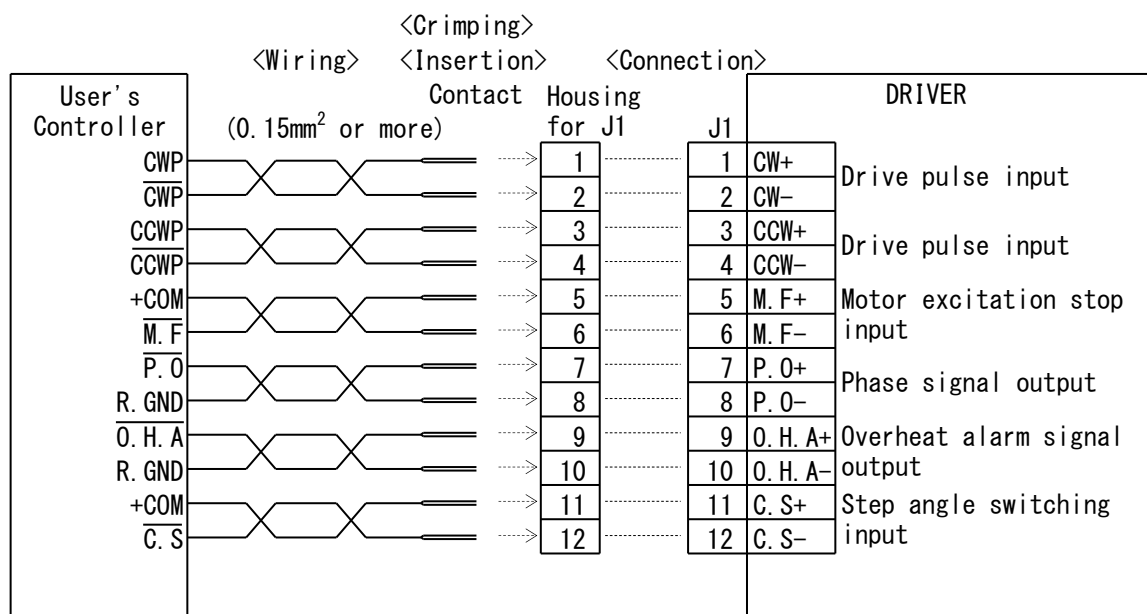 <Crimping>
<Wiring> <Insertion> <Connection>
User's Contact Housing DRIVER
Controller (0.15mm² or more) for J1 J1
CWP 1 1 CW+
Drive pulse input
C̅W̅P̅ 2 2 CW-
CCWP 3 3 CCW+
Drive pulse input
C̅C̅W̅P̅ 4 4 CCW-
+COM 5 5 M.F+ Motor excitation stop
M̅.̅F̅ 6 6 M.F- input
P̅.̅O̅ 7 7 P.O+
Phase signal output
R.GND 8 8 P.O-
O̅.̅H̅.̅A̅ 9 9 O.H.A+ Overheat alarm signal
R.GND 10 10 O.H.A- output
+COM 11 11 C.S+ Step angle switching
C̅.̅S̅ 12 12 C.S- input